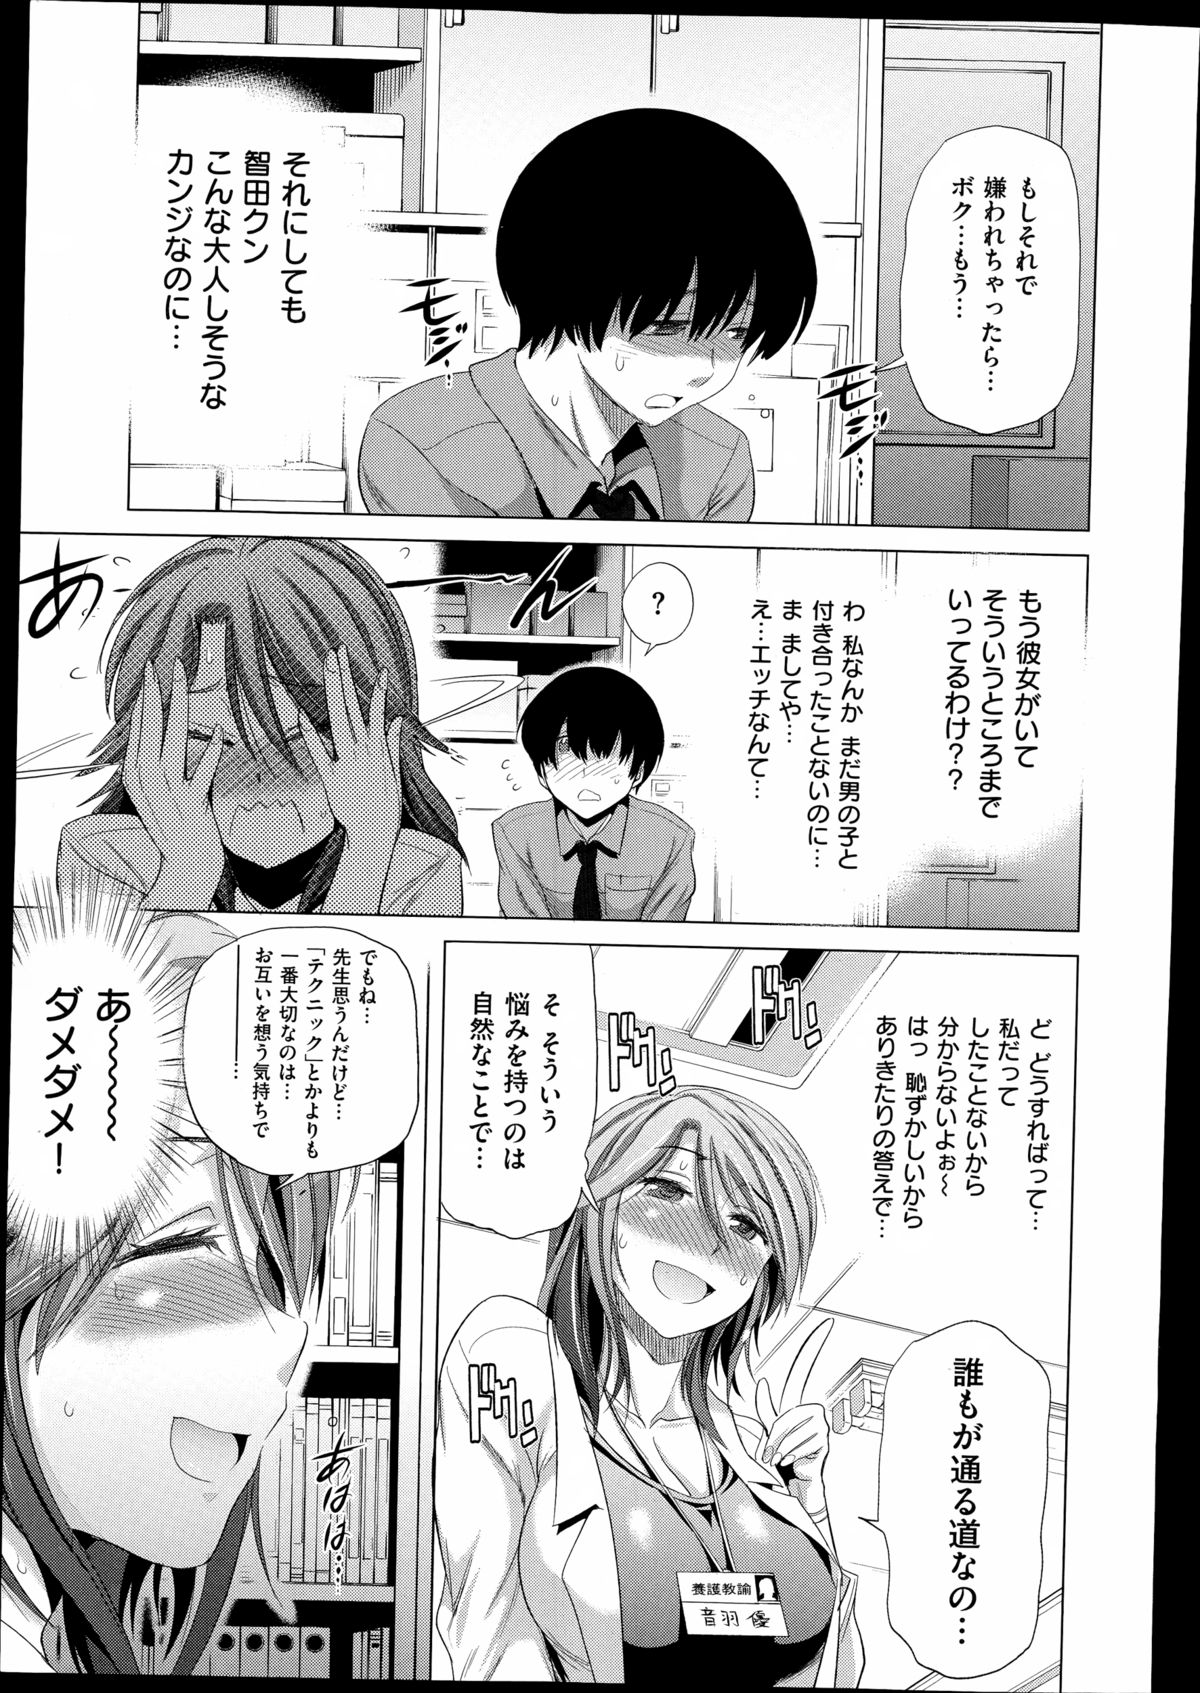 もしそれで
嫌われちゃったら…
ボク…もう…
モジ
モジ
それにしても
智田クン
こんな大人しそうな
カンジなのに…
もう彼女がいて
そういうところまで
いってるわけ??
わ 私なんか まだ男の子と
付き合ったことないのに…
ま ましてや…
え…エッチなんて…
?
あーーん
ど どうすればって…
私だって
したことないから
分からないよぉ〜
はっ 恥ずかしいから
ありきたりの答えで…
誰もが通る道なの…
ドキ!
ドキ!
ドキ!
そ そういう
悩みを持つのは
自然なことで…
養護教諭
音羽 優
でもね…
先生思うんだけど…
「テクニック」とかよりも
一番大切なのは…
お互いを想う気持ちで
――――
あはは…
あ〜〜〜
ダメダメ!